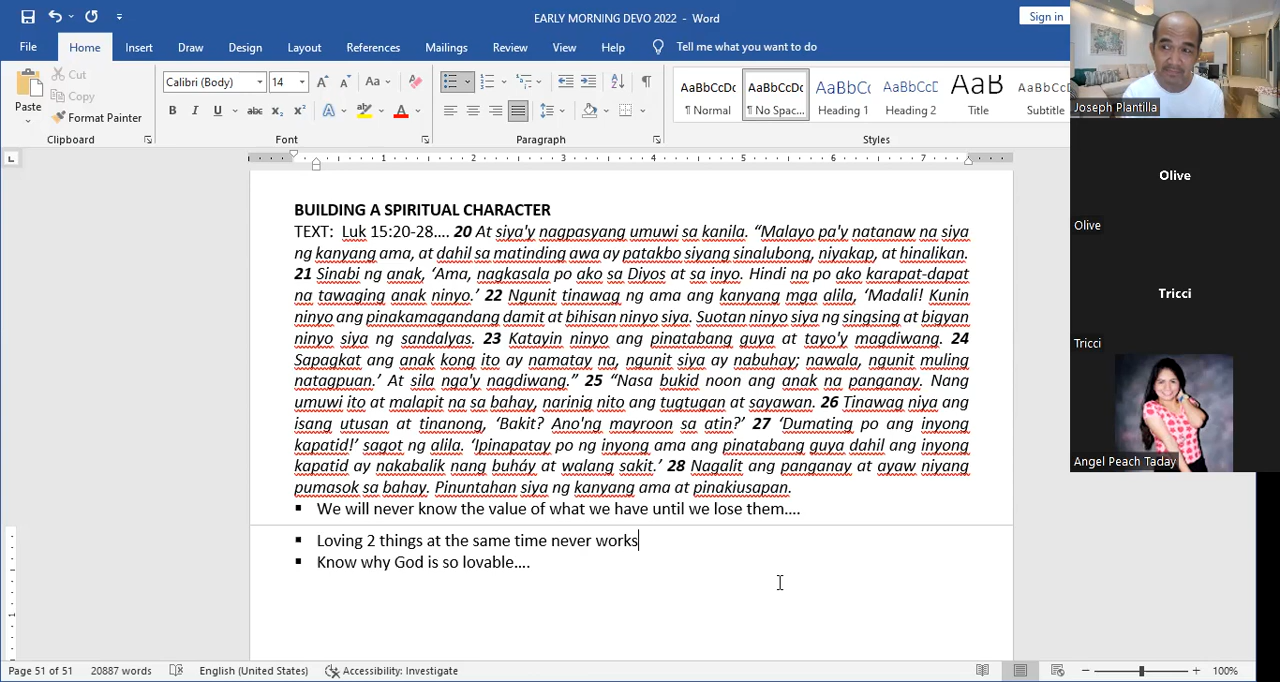 EARLY MORNING DEVO 2022 - Word
Sign in
File Home Insert Draw Design Layout References Mailings Review View Help Tell me what you want to do
Paste
Cut
Copy
Format Painter
Clipboard
Calibri (Body) 14
Font
Paragraph
AaBbCcDc AaBbCcDc AaBbCc AaBbCcD AaB AaBbCcD
¶ Normal ¶ No Spac... Heading 1 Heading 2 Title Subtitle
Styles
Joseph Plantilla
Olive
Olive
Tricci
Tricci
Angel Peach Taday
1 2 3 4 5 6 7
BUILDING A SPIRITUAL CHARACTER
TEXT: Luk 15:20-28…. 20 At siya'y nagpasyang umuwi sa kanila. “Malayo pa'y natanaw na siya
ng kanyang ama, at dahil sa matinding awa ay patakbo siyang sinalubong, niyakap, at hinalikan.
21 Sinabi ng anak, ‘Ama, nagkasala po ako sa Diyos at sa inyo. Hindi na po ako karapat-dapat
na tawaging anak ninyo.’ 22 Ngunit tinawag ng ama ang kanyang mga alila, ‘Madali! Kunin
ninyo ang pinakamagandang damit at bihisan ninyo siya. Suotan ninyo siya ng singsing at bigyan
ninyo siya ng sandalyas. 23 Katayin ninyo ang pinatabang guya at tayo'y magdiwang. 24
Sapagkat ang anak kong ito ay namatay na, ngunit siya ay nabuhay; nawala, ngunit muling
natagpuan.’ At sila nga'y nagdiwang.” 25 “Nasa bukid noon ang anak na panganay. Nang
umuwi ito at malapit na sa bahay, narinig nito ang tugtugan at sayawan. 26 Tinawag niya ang
isang utusan at tinanong, ‘Bakit? Ano'ng mayroon sa atin?’ 27 ‘Dumating po ang inyong
kapatid!’ sagot ng alila. ‘Ipinapatay po ng inyong ama ang pinatabang guya dahil ang inyong
kapatid ay nakabalik nang buháy at walang sakit.’ 28 Nagalit ang panganay at ayaw niyang
pumasok sa bahay. Pinuntahan siya ng kanyang ama at pinakiusapan.
▪ We will never know the value of what we have until we lose them….
▪ Loving 2 things at the same time never works
▪ Know why God is so lovable….
Page 51 of 51 20887 words English (United States) Accessibility: Investigate 100%